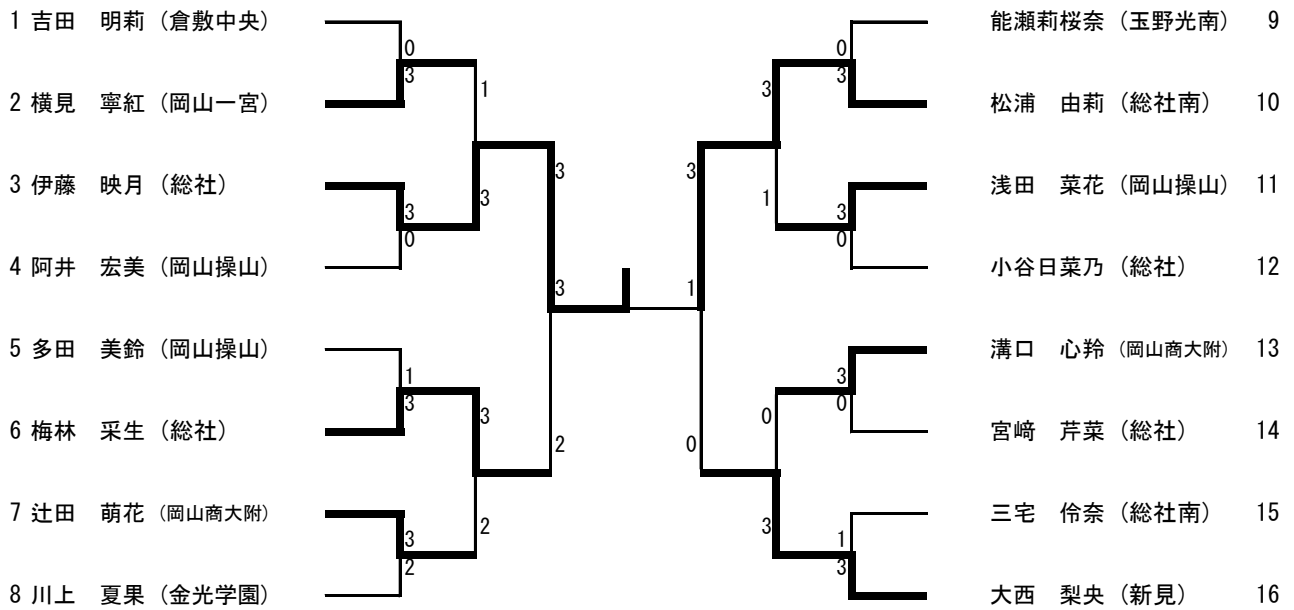 1 吉田　明莉（倉敷中央）
2 横見　寧紅（岡山一宮）
3 伊藤　映月（総社）
4 阿井　宏美（岡山操山）
5 多田　美鈴（岡山操山）
6 梅林　采生（総社）
7 辻田　萌花（岡山商大附）
8 川上　夏果（金光学園）
0
3
3
0
1
3
3
2
1
3
3
2
3
3
2
1
3
0
3
1
0
3
0
3
3
0
3
0
1
3
能瀬莉桜奈（玉野光南） 9
松浦　由莉（総社南） 10
浅田　菜花（岡山操山） 11
小谷日菜乃（総社） 12
溝口　心羚（岡山商大附） 13
宮﨑　芹菜（総社） 14
三宅　伶奈（総社南） 15
大西　梨央（新見） 16